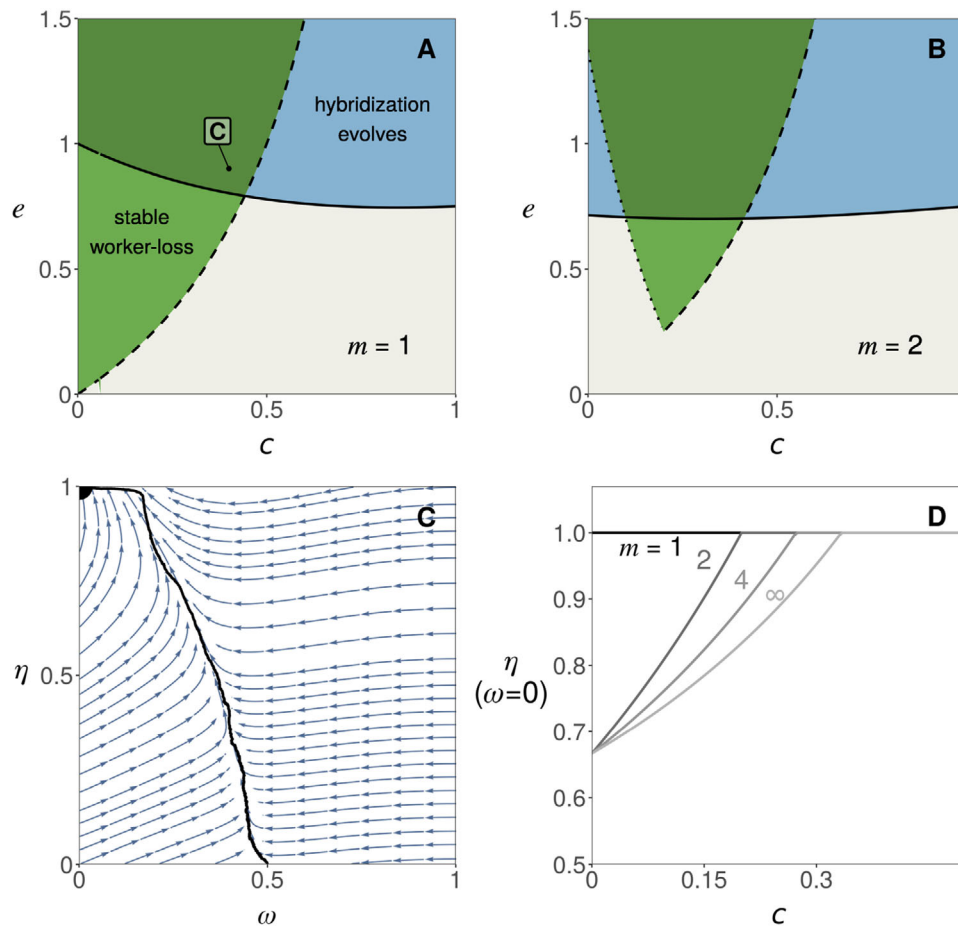 1.5
A
B
hybridization
evolves
C
1
e
stable
worker-loss
0.5
m = 1
0
0
0.5
1
c
1.5
1
e
0.5
m = 2
0
0
0.5
c
1
C
η
0.5
0
0
0.5
1
ω
D
1.0
m = 1
2
4
∞
0.9
η
(ω=0)
0.8
0.7
0.6
0.5
0
0.15
0.3
c